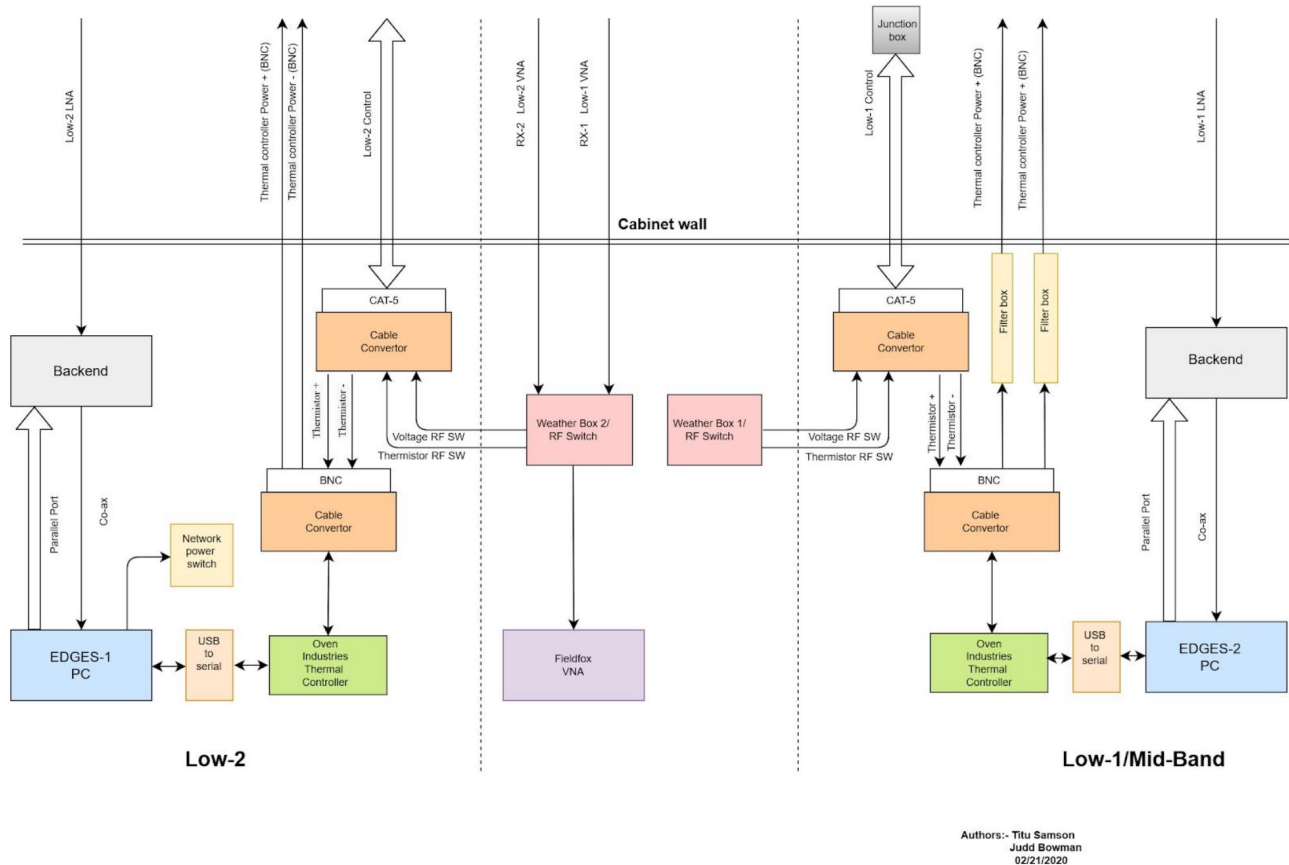 Low-2 LNA
Thermal controller Power + (BNC)
Thermal controller Power - (BNC)
Low-2 Control
RX-2   Low-2 VNA
RX-1   Low-1 VNA
Junction
box
Low-1 Control
Thermal controller Power + (BNC)
Thermal controller Power + (BNC)
Low-1 LNA
Cabinet wall
CAT-5
Cable
Convertor
Backend
Thermistor +
Thermistor -
Voltage RF SW
Thermistor RF SW
Weather Box 2/
RF Switch
Weather Box 1/
RF Switch
Voltage RF SW
Thermistor RF SW
CAT-5
Cable
Convertor
Thermistor +
Thermistor -
Filter box
Filter box
Backend
Parallel Port
Co-ax
Network
power
switch
BNC
Cable
Convertor
BNC
Cable
Convertor
Parallel Port
Co-ax
EDGES-1
PC
USB
to
serial
Oven
Industries
Thermal
Controller
Fieldfox
VNA
Oven
Industries
Thermal
Controller
USB
to
serial
EDGES-2
PC
Low-2
Low-1/Mid-Band
Authors:- Titu Samson
Judd Bowman
02/21/2020